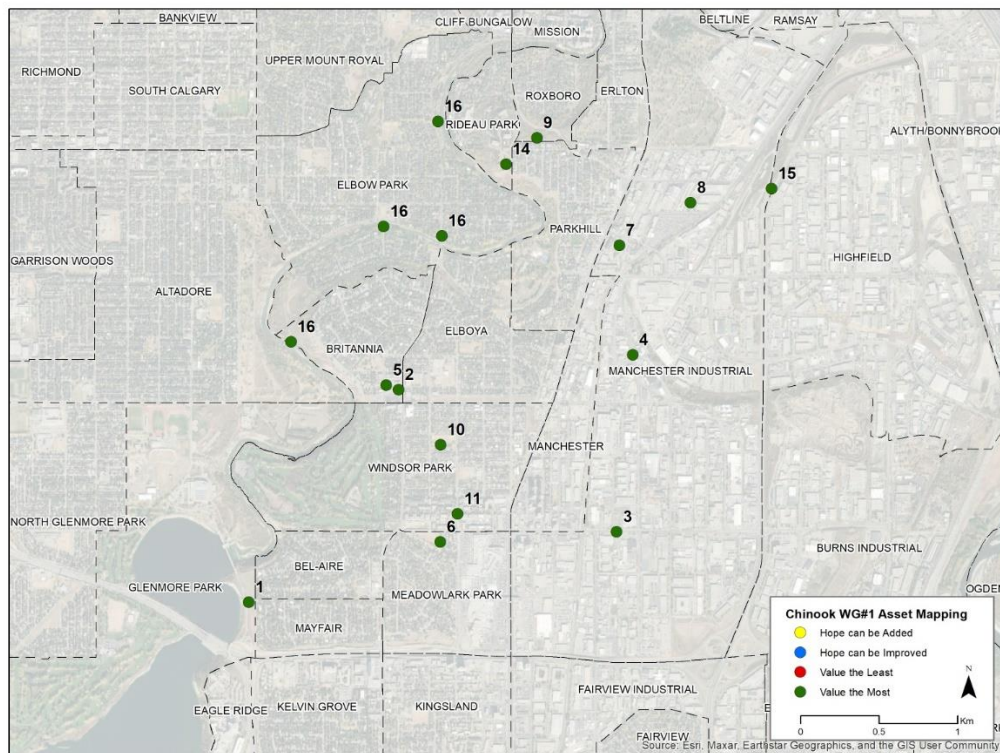 BANKVIEW
CLIFF BUNGALOW
BELTLINE
RAMSAY
MISSION
UPPER MOUNT ROYAL
RICHMOND
SOUTH CALGARY
ROXBORO
ERLTON
16
RIDEAU PARK
9
ALYTH/BONNYBROOK
14
ELBOW PARK
8
15
16
16
PARKHILL
7
HIGHFIELD
GARRISON WOODS
ALTADORE
16
BRITANNIA
ELBOYA
4
MANCHESTER INDUSTRIAL
5
2
10
MANCHESTER
WINDSOR PARK
11
NORTH GLENMORE PARK
6
3
BURNS INDUSTRIAL
BEL-AIRE
GLENMORE PARK
1
MEADOWLARK PARK
OGDEN
MAYFAIR
Chinook WG#1 Asset Mapping
Hope can be Added
Hope can be Improved
Value the Least
Value the Most
N
0 0.5 1
Km
FAIRVIEW INDUSTRIAL
EAGLE RIDGE
KELVIN GROVE
KINGSLAND
FAIRVIEW
Source: Esri, Maxar, Earthstar Geographics, and the GIS User Community